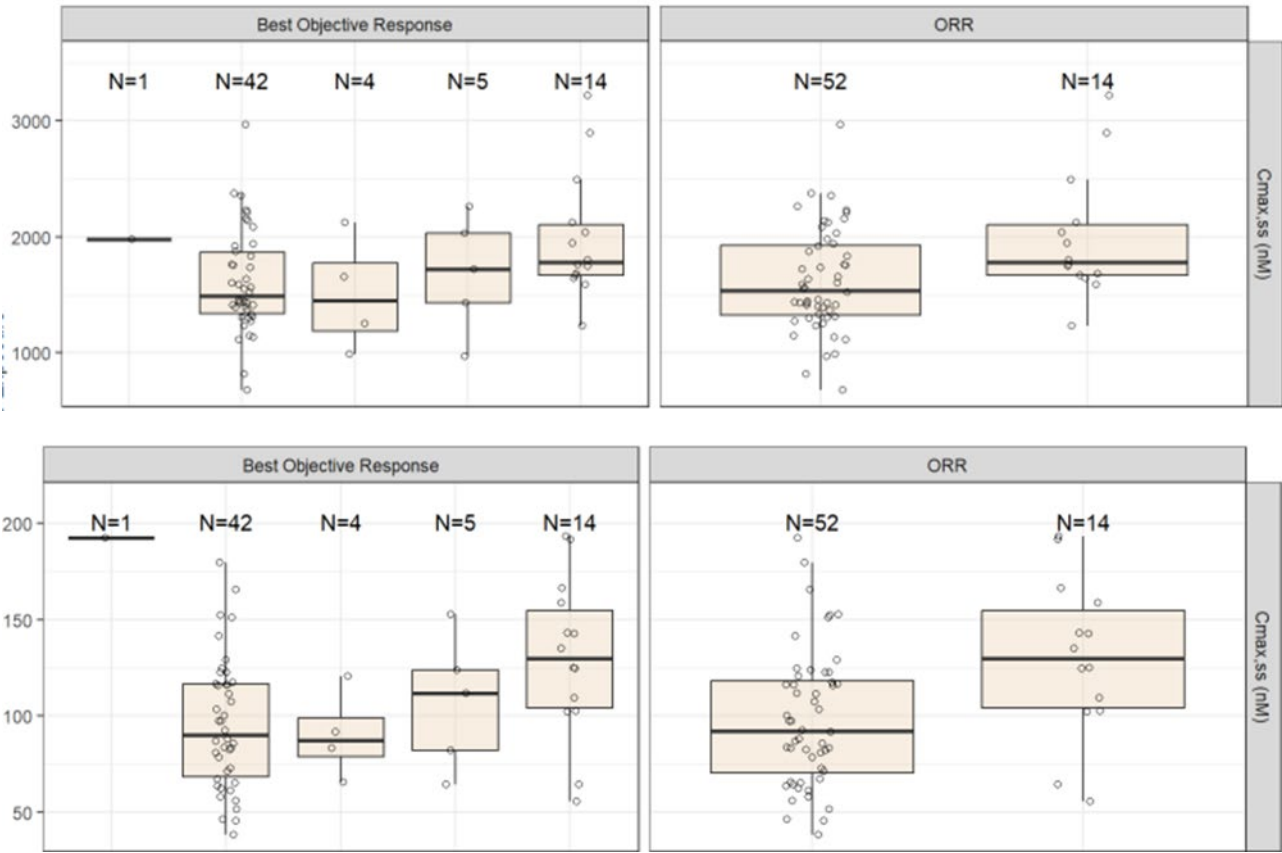 Best Objective Response ORR
N=1 N=42 N=4 N=5 N=14 N=52 N=14
3000
2000
1000
Cmax,ss (nM)
Best Objective Response ORR
N=1 N=42 N=4 N=5 N=14 N=52 N=14
200
150
100
50
Cmax,ss (nM)